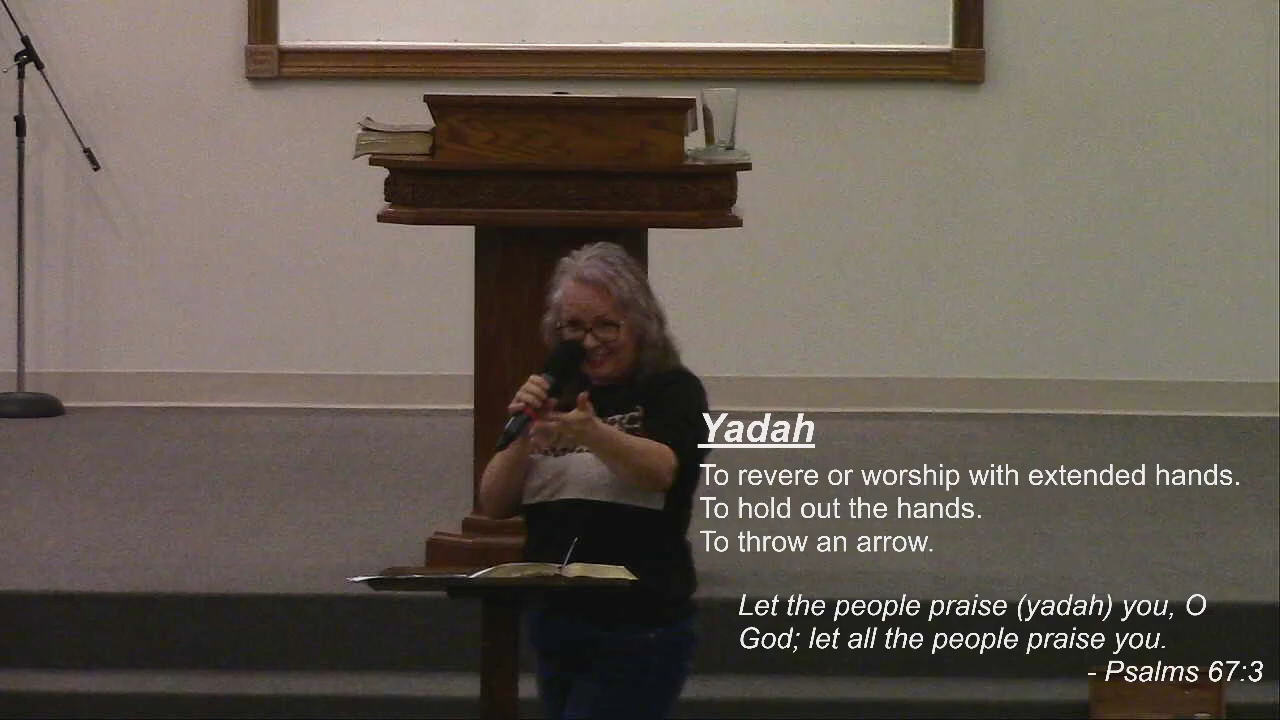 Yadah
To revere or worship with extended hands.
To hold out the hands.
To throw an arrow.
Let the people praise (yadah) you, O
God; let all the people praise you.
- Psalms 67:3